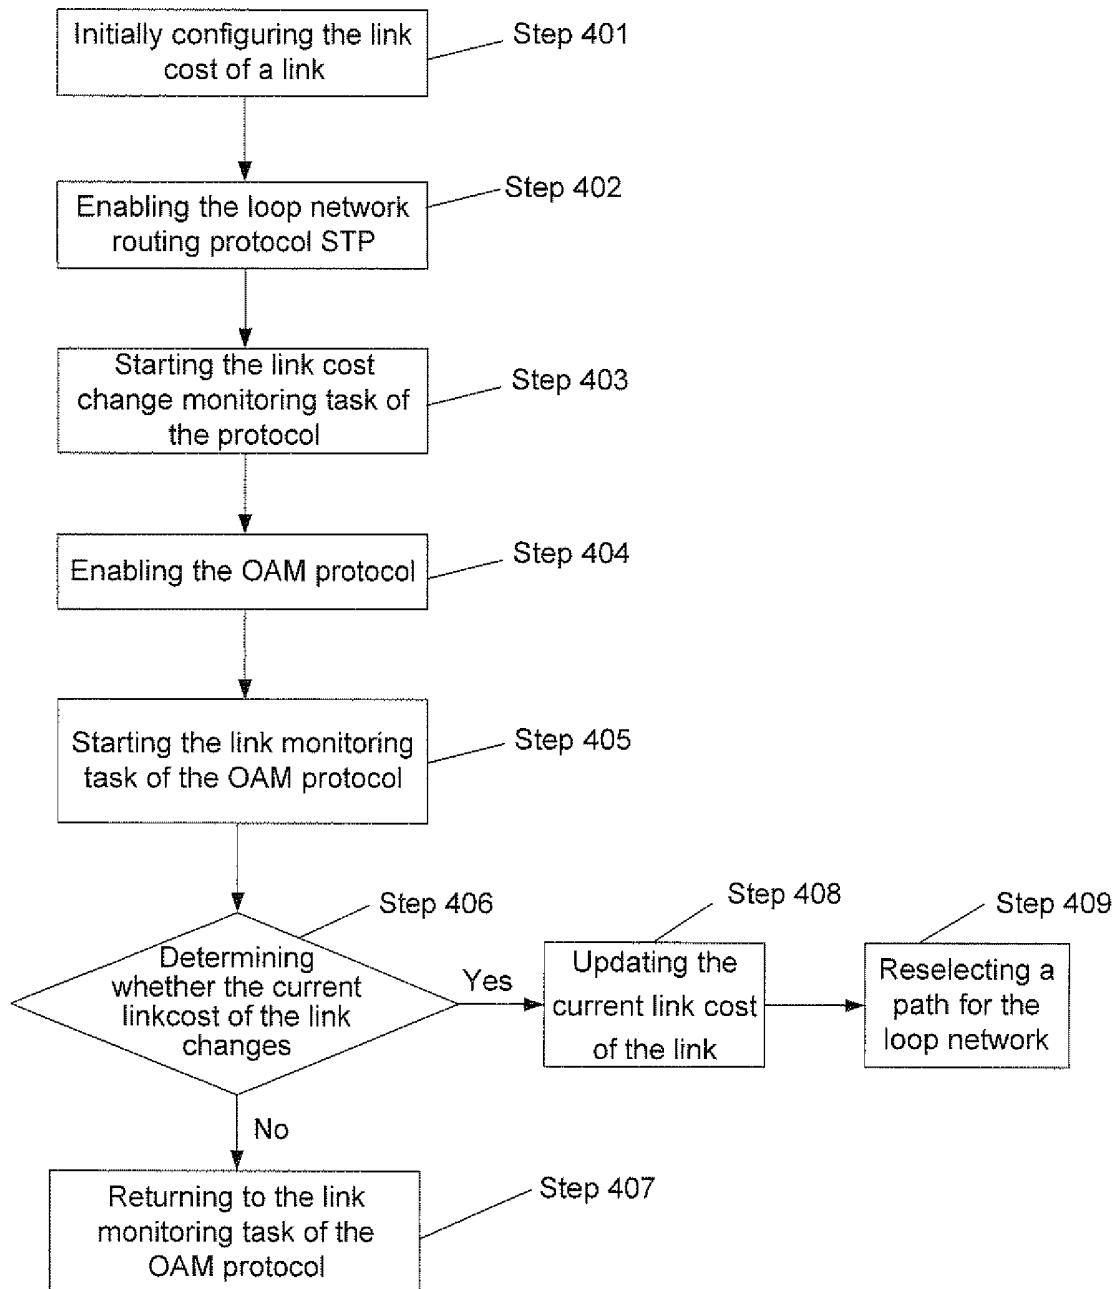 Initially configuring the link
cost of a link
Step 401
Enabling the loop network
routing protocol STP
Step 402
Starting the link cost
change monitoring task of
the protocol
Step 403
Enabling the OAM protocol
Step 404
Starting the link monitoring
task of the OAM protocol
Step 405
Determining
whether the current
linkcost of the link
changes
Step 406
Yes
Updating the
current link cost
of the link
Step 408
Reselecting a
path for the
loop network
Step 409
No
Returning to the link
monitoring task of the
OAM protocol
Step 407